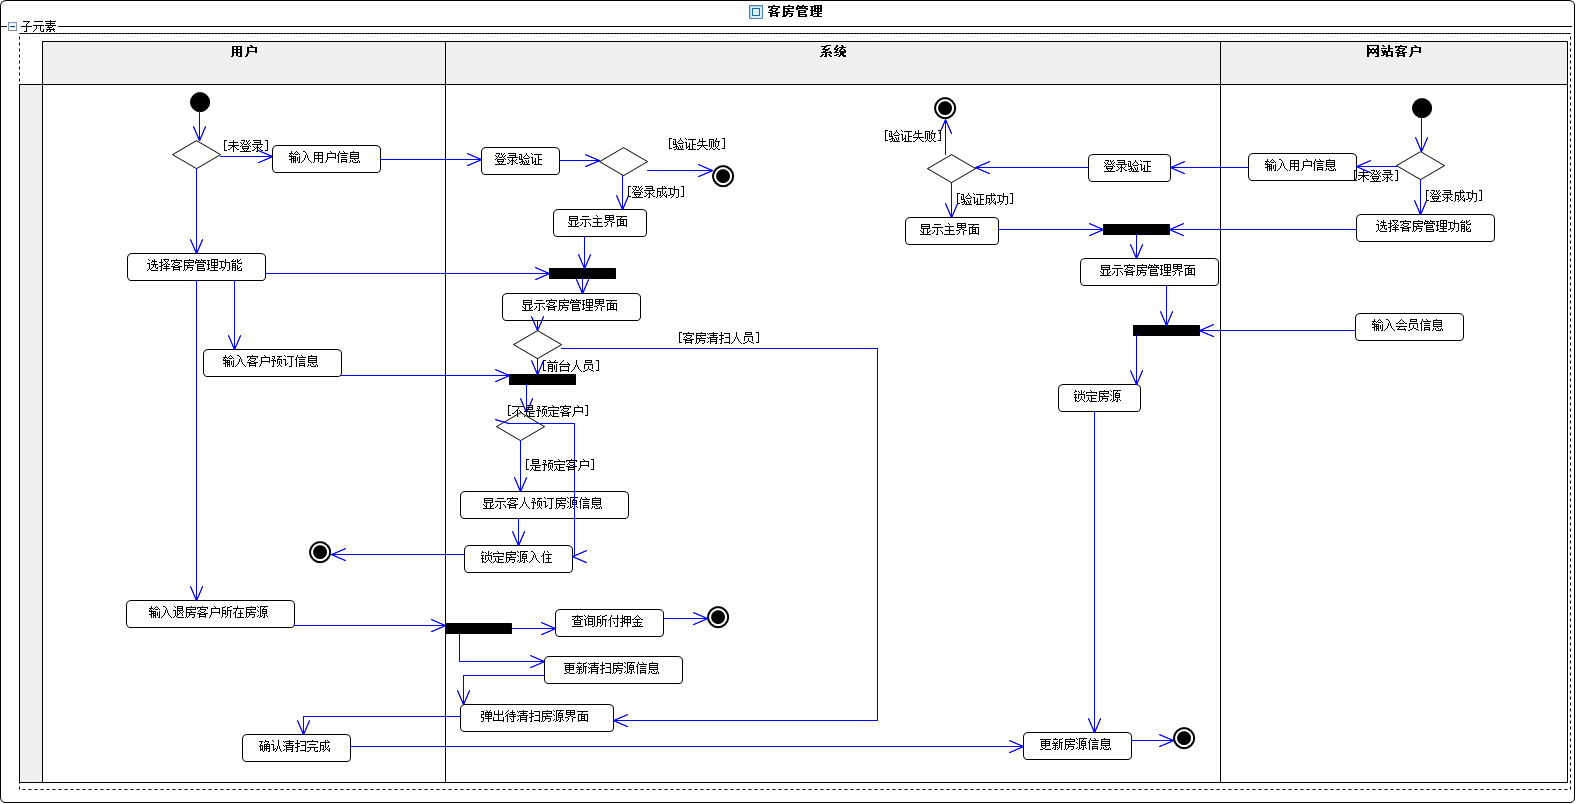 客房管理
子元素
用户
系统
网站客户
[未登录]
输入用户信息
登录验证
[验证失败]
[登录成功]
显示主界面
[验证失败]
登录验证
输入用户信息
[未登录]
[验证成功]
[登录成功]
显示主界面
选择客房管理功能
选择客房管理功能
显示客房管理界面
显示客房管理界面
[客房清扫人员]
输入会员信息
输入客户预订信息
[前台人员]
锁定房源
[不是预定客户]
[是预定客户]
显示客人预订房源信息
锁定房源入住
输入退房客户所在房源
查询所付押金
更新清扫房源信息
弹出待清扫房源界面
确认清扫完成
更新房源信息